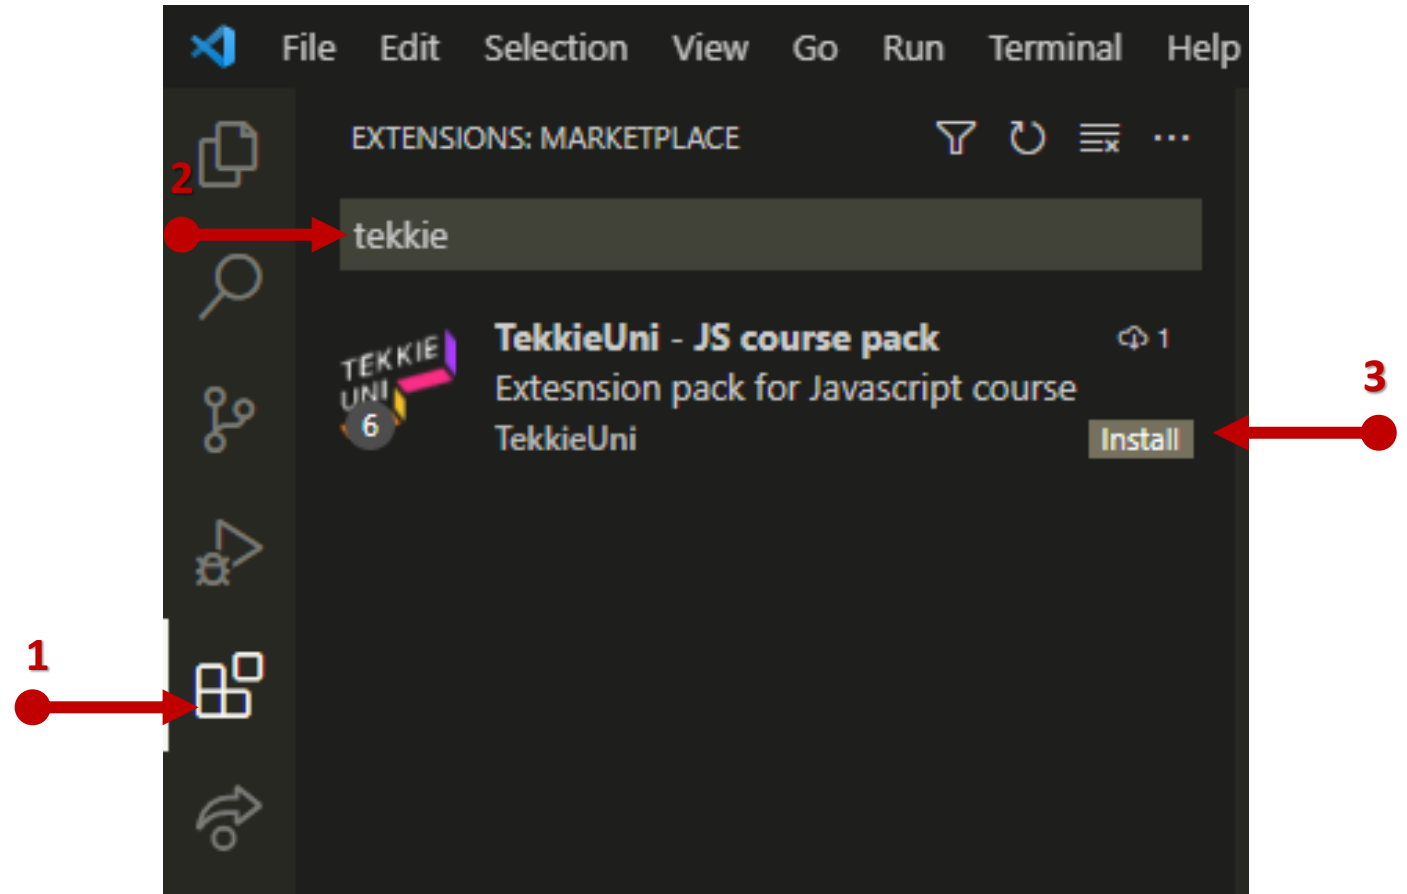 File Edit Selection View Go Run Terminal Help
EXTENSIONS: MARKETPLACE
2
tekkie
TEKKIE
UNI
6
TekkieUni - JS course pack
1
Extesnsion pack for Javascript course
TekkieUni
Install
3
1